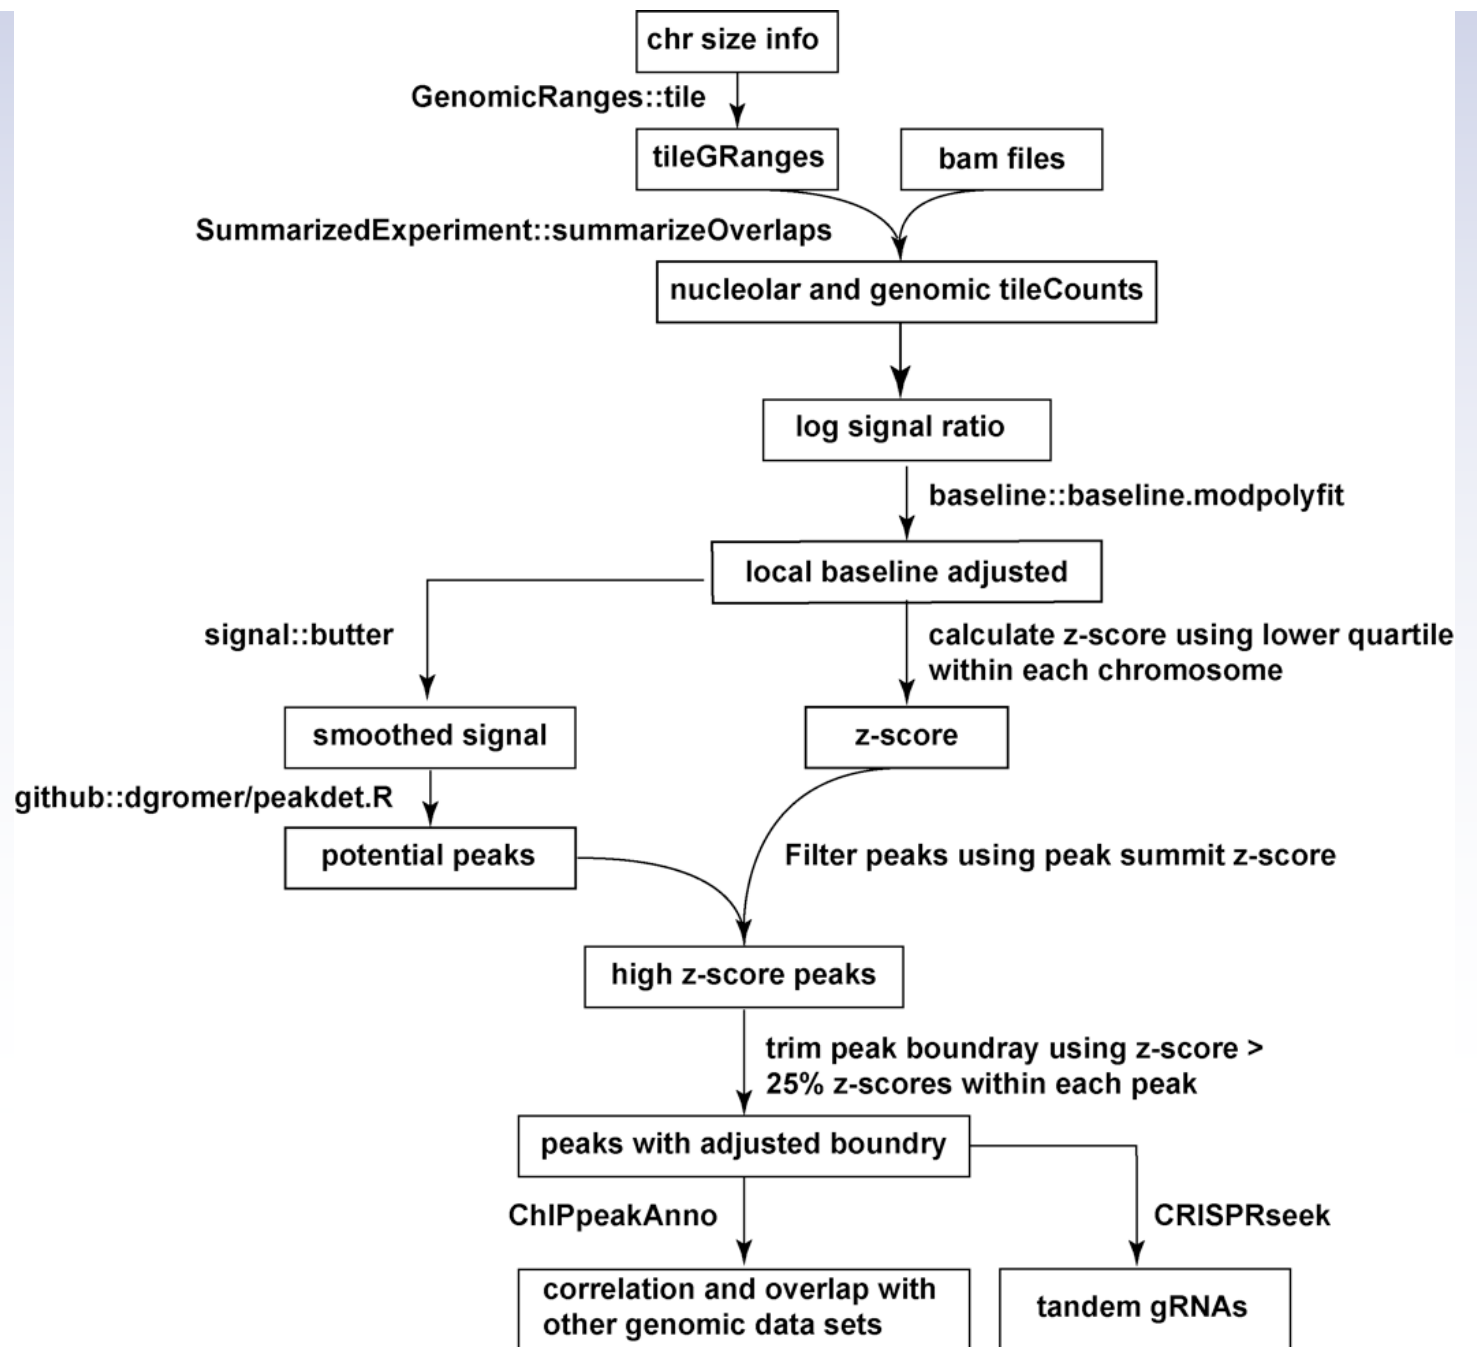 chr size info
GenomicRanges::tile
tileGRanges
bam files
SummarizedExperiment::summarizeOverlaps
nucleolar and genomic tileCounts
log signal ratio
baseline::baseline.modpolyfit
local baseline adjusted
signal::butter
calculate z-score using lower quartile
within each chromosome
smoothed signal
z-score
github::dgromer/peakdet.R
potential peaks
Filter peaks using peak summit z-score
high z-score peaks
trim peak boundray using z-score >
25% z-scores within each peak
peaks with adjusted boundry
ChIPpeakAnno
CRISPRseek
correlation and overlap with
other genomic data sets
tandem gRNAs